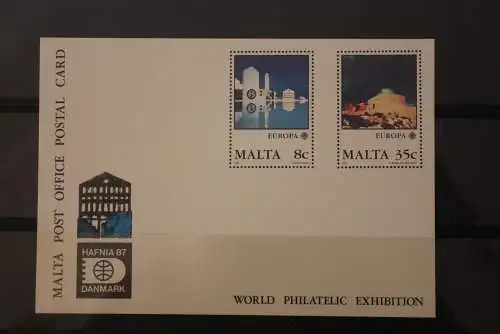 MALTA POST OFFICE POSTAL CARD
EUROPA
MALTA 8c
EUROPA
MALTA 35c
HAFNIA 87
DANMARK
WORLD PHILATELIC EXHIBITION